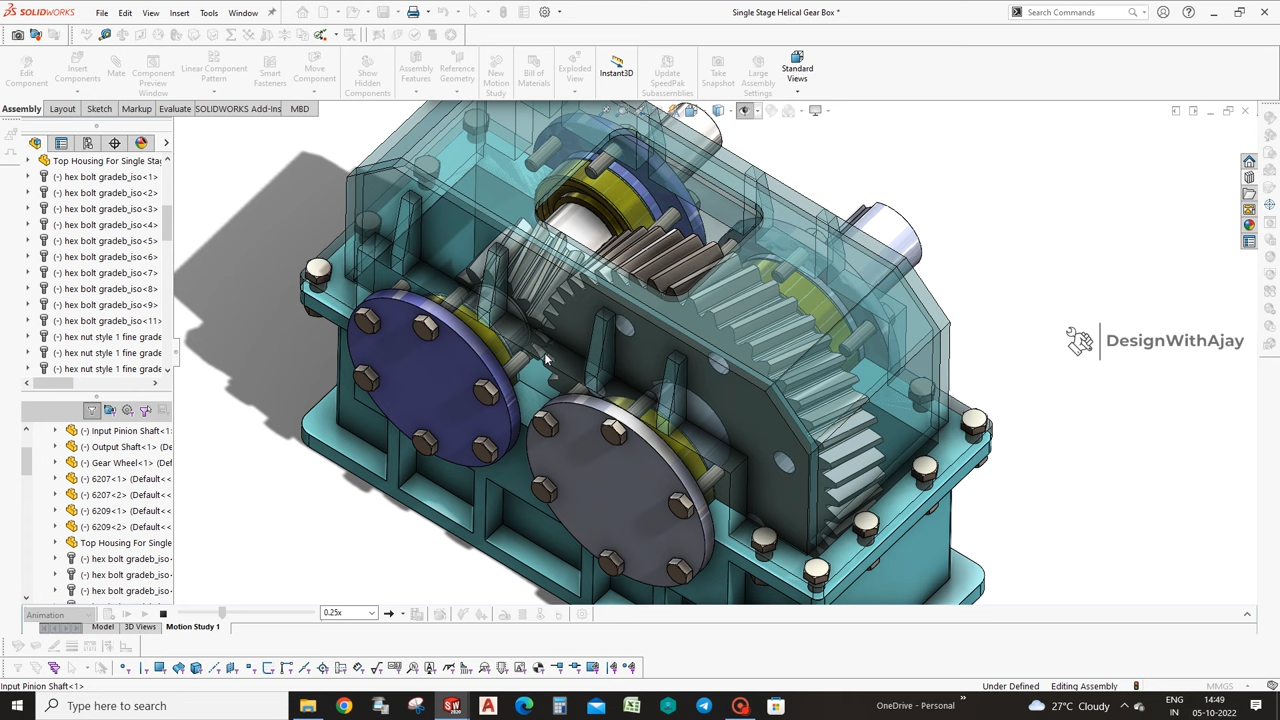 SOLIDWORKS File Edit View Insert Tools Window Single Stage Helical Gear Box * Search Commands
Edit Component
Insert Components
Mate
Component Preview Window
Linear Component Pattern
Smart Fasteners
Move Component
Show Hidden Components
Assembly Features
Reference Geometry
New Motion Study
Bill of Materials
Exploded View
Instant3D
Update SpeedPak Subassemblies
Take Snapshot
Large Assembly Settings
Standard Views
Assembly Layout Sketch Markup Evaluate SOLIDWORKS Add-Ins MBD
Top Housing For Single Sta
(-) hex bolt gradeb_iso<1>
(-) hex bolt gradeb_iso<2>
(-) hex bolt gradeb_iso<3>
(-) hex bolt gradeb_iso<4>
(-) hex bolt gradeb_iso<5>
(-) hex bolt gradeb_iso<6>
(-) hex bolt gradeb_iso<7>
(-) hex bolt gradeb_iso<8>
(-) hex bolt gradeb_iso<9>
(-) hex bolt gradeb_iso<11>
(-) hex nut style 1 fine grade
(-) hex nut style 1 fine grade
(-) hex nut style 1 fine grade
DesignWithAjay
(-) Input Pinion Shaft<1>
(-) Output Shaft<1> (De
(-) Gear Wheel<1> (Def
(-) 6207<1> (Default<<
(-) 6207<2> (Default<<
(-) 6209<1> (Default<<
(-) 6209<2> (Default<<
Top Housing For Single
(-) hex bolt gradeb_iso
(-) hex bolt gradeb_iso
(-) hex bolt gradeb_iso
Animation 0.25x
Model 3D Views Motion Study 1
Input Pinion Shaft<1> Under Defined Editing Assembly MMGS
Type here to search OneDrive - Personal 27°C Cloudy ENG 14:49
IN 05-10-2022